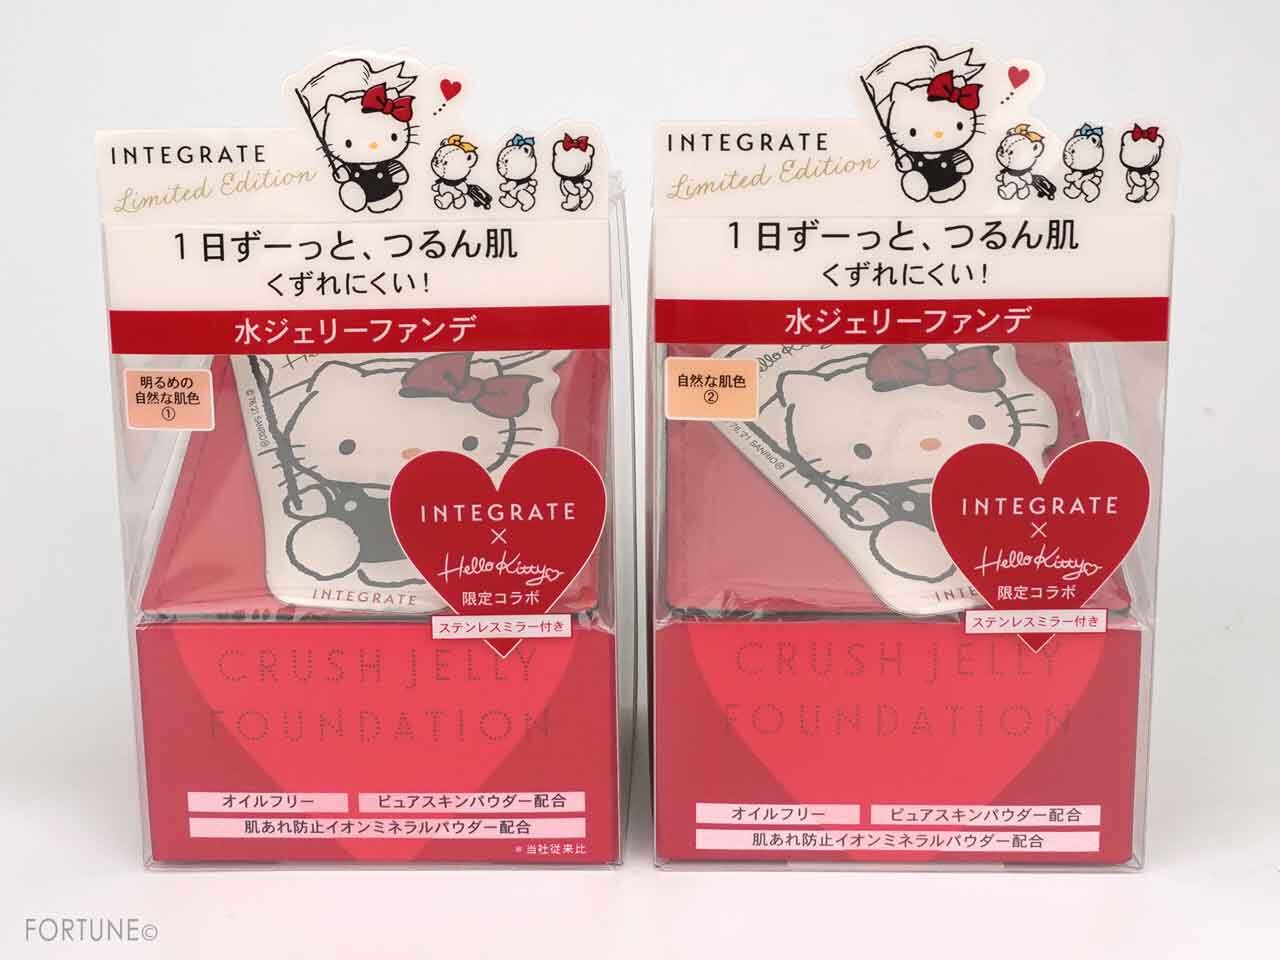 INTEGRATE
Limited Edition
1日ずーっと、つるん肌
くずれにくい!
水ジェリーファンデ
明るめの
自然な肌色
①
©'76,'21 SANRIO®
INTEGRATE
×
Hello Kitty
限定コラボ
ステンレスミラー付き
INTEGRATE
CRUSH JELLY
FOUNDATION
オイルフリー
ピュアスキンパウダー配合
肌あれ防止イオンミネラルパウダー配合
*当社従来比
INTEGRATE
Limited Edition
1日ずーっと、つるん肌
くずれにくい!
水ジェリーファンデ
自然な肌色
②
Hello Kitty
'76,'21 SANRIO®
INTEGRATE
×
Hello Kitty
限定コラボ
ステンレスミラー付き
CRUSH JELLY
FOUNDATION
オイルフリー
ピュアスキンパウダー配合
肌あれ防止イオンミネラルパウダー配合
FORTUNE©